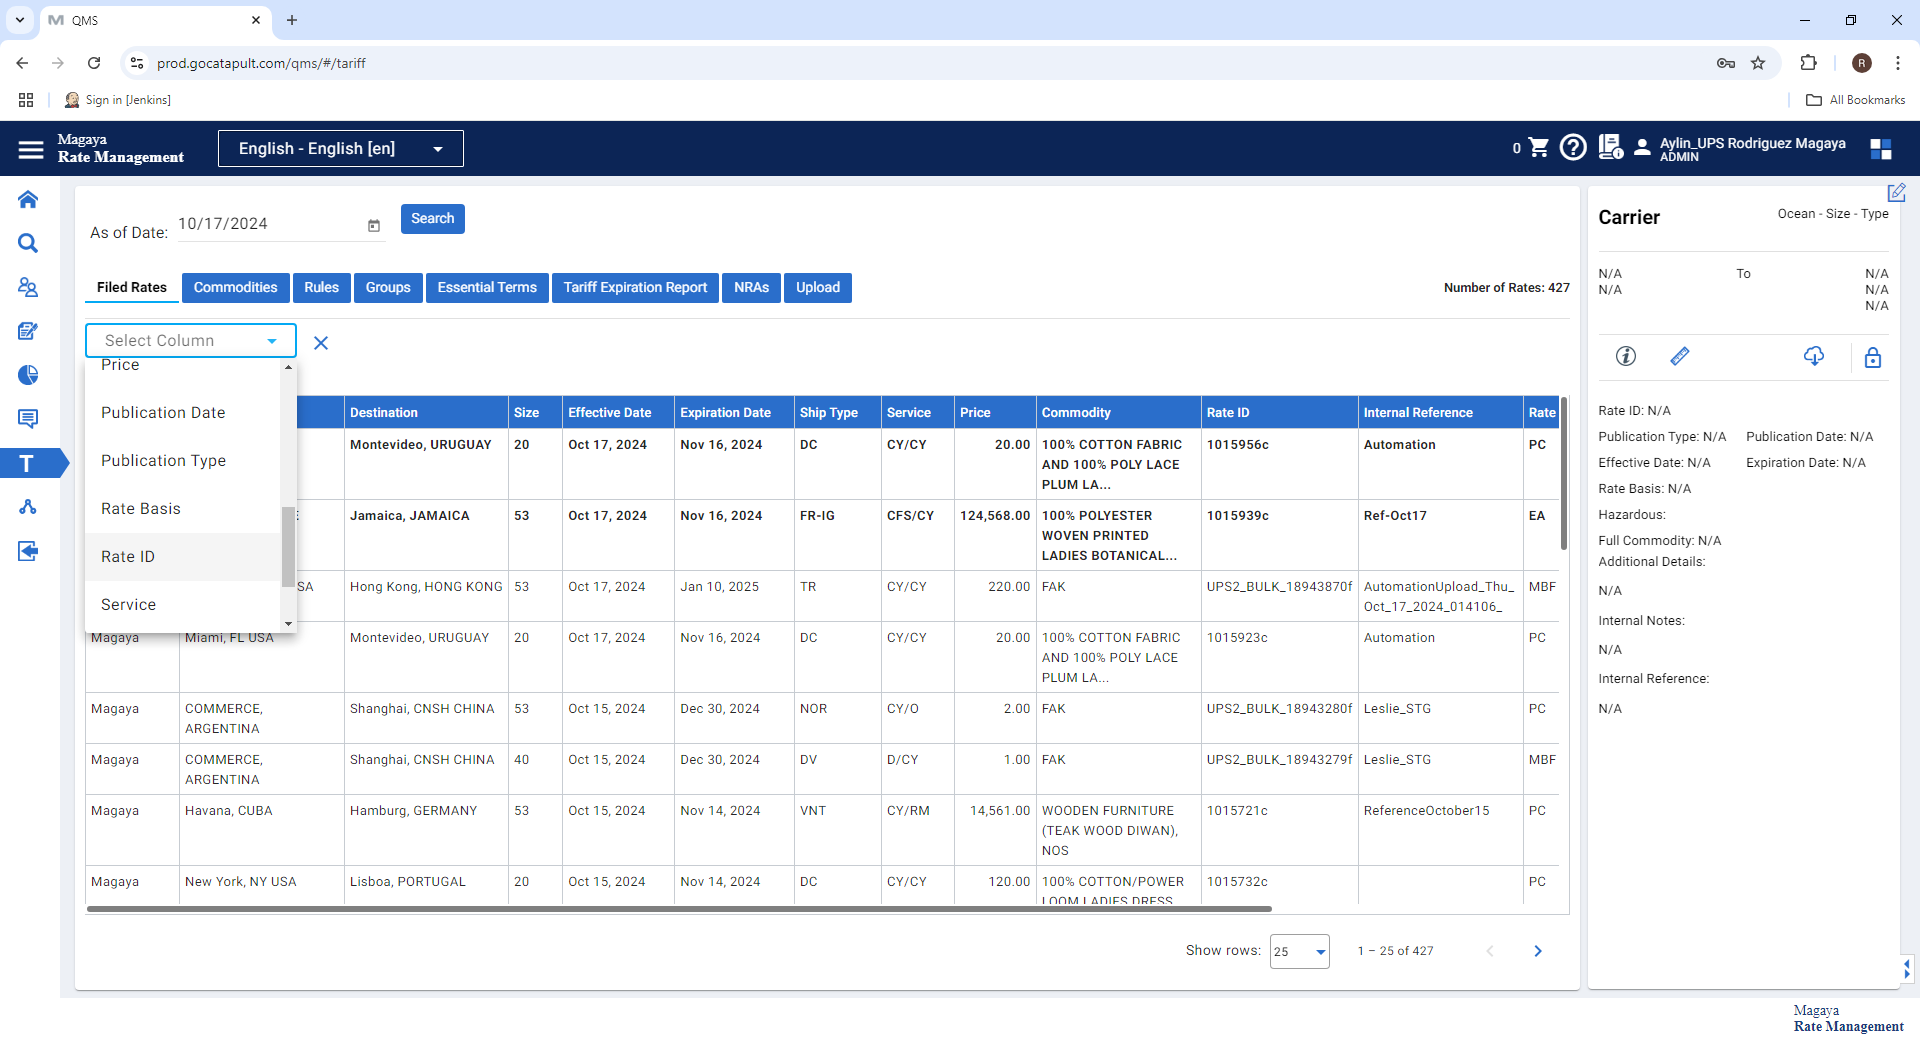 QMS
prod.gocatapult.com/qms/#/tariff
R
Sign in [Jenkins]
All Bookmarks
Magaya
Rate Management
English - English [en]
0
Aylin_UPS Rodriguez Magaya
ADMIN
As of Date:
10/17/2024
Search
Filed Rates
Commodities
Rules
Groups
Essential Terms
Tariff Expiration Report
NRAs
Upload
Number of Rates: 427
Select Column
Price
Publication Date
Publication Type
Rate Basis
Rate ID
Service
Destination Size Effective Date Expiration Date Ship Type Service Price Commodity Rate ID Internal Reference Rate
Montevideo, URUGUAY 20 Oct 17, 2024 Nov 16, 2024 DC CY/CY 20.00 100% COTTON FABRIC 1015956c Automation PC
AND 100% POLY LACE
PLUM LA...
Jamaica, JAMAICA 53 Oct 17, 2024 Nov 16, 2024 FR-IG CFS/CY 124,568.00 100% POLYESTER 1015939c Ref-Oct17 EA
WOVEN PRINTED
LADIES BOTANICAL...
SA Hong Kong, HONG KONG 53 Oct 17, 2024 Jan 10, 2025 TR CY/CY 220.00 FAK UPS2_BULK_18943870f AutomationUpload_Thu_ MBF
Oct_17_2024_014106_
Magaya Miami, FL USA Montevideo, URUGUAY 20 Oct 17, 2024 Nov 16, 2024 DC CY/CY 20.00 100% COTTON FABRIC 1015923c Automation PC
AND 100% POLY LACE
PLUM LA...
Magaya COMMERCE, Shanghai, CNSH CHINA 53 Oct 15, 2024 Dec 30, 2024 NOR CY/O 2.00 FAK UPS2_BULK_18943280f Leslie_STG PC
ARGENTINA
Magaya COMMERCE, Shanghai, CNSH CHINA 40 Oct 15, 2024 Dec 30, 2024 DV D/CY 1.00 FAK UPS2_BULK_18943279f Leslie_STG MBF
ARGENTINA
Magaya Havana, CUBA Hamburg, GERMANY 53 Oct 15, 2024 Nov 14, 2024 VNT CY/RM 14,561.00 WOODEN FURNITURE 1015721c ReferenceOctober15 PC
(TEAK WOOD DIWAN),
NOS
Magaya New York, NY USA Lisboa, PORTUGAL 20 Oct 15, 2024 Nov 14, 2024 DC CY/CY 120.00 100% COTTON/POWER 1015732c PC
LOOM LADIES DRESS
Show rows: 25 1 – 25 of 427
Carrier
Ocean - Size - Type
N/A To N/A
N/A N/A
N/A
Rate ID: N/A
Publication Type: N/A Publication Date: N/A
Effective Date: N/A Expiration Date: N/A
Rate Basis: N/A
Hazardous:
Full Commodity: N/A
Additional Details:
N/A
Internal Notes:
N/A
Internal Reference:
N/A
T
Magaya
Rate Management